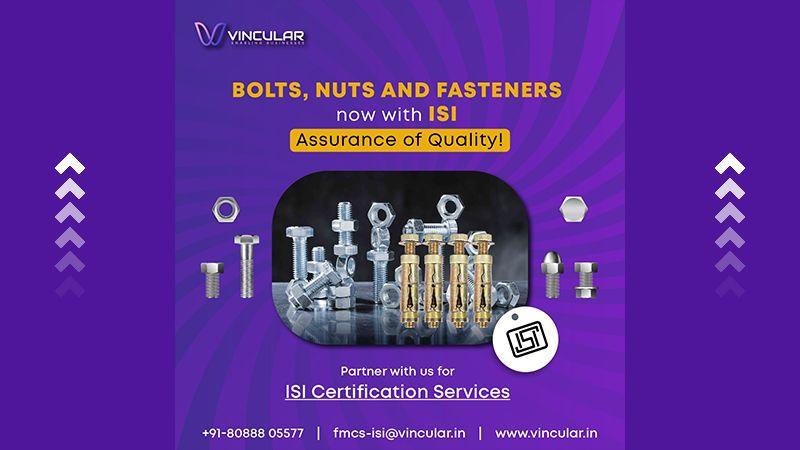 VINCULAR
ENABLING BUSINESSES
BOLTS, NUTS AND FASTENERS
now with ISI
Assurance of Quality!
ISI
Partner with us for
ISI Certification Services
+91-80888 05577 | fmcs-isi@vincular.in | www.vincular.in